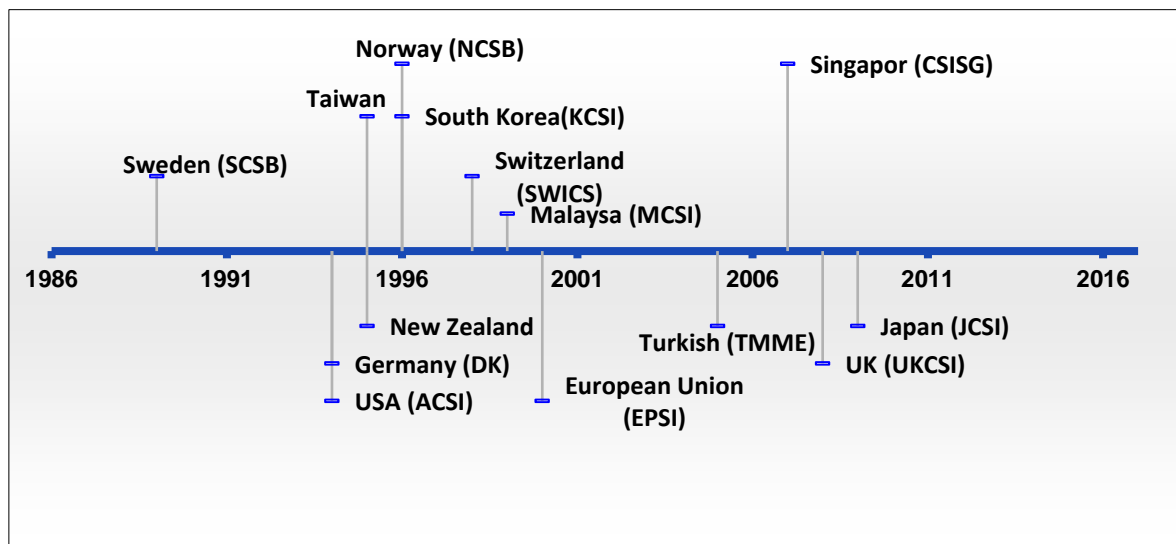 Norway (NCSB)
Singapor (CSISG)
Taiwan
South Korea(KCSI)
Sweden (SCSB)
Switzerland
(SWICS)
Malaysa (MCSI)
1986
1991
1996
2001
2006
2011
2016
New Zealand
Turkish (TMME)
Japan (JCSI)
Germany (DK)
UK (UKCSI)
USA (ACSI)
European Union
(EPSI)